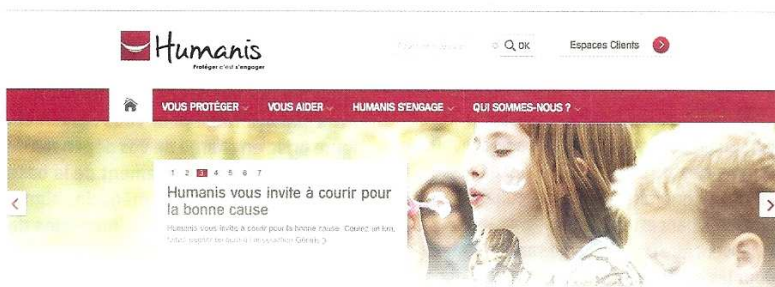 Humanis
Protéger c'est s'engager
OK
Espaces Clients
VOUS PROTÉGER
VOUS AIDER
HUMANIS S'ENGAGE
QUI SOMMES-NOUS ?
1 2 3 4 5 6 7
Humanis vous invite à courir pour
la bonne cause
Humanis vous invite à courir pour la bonne cause. Courez un km,